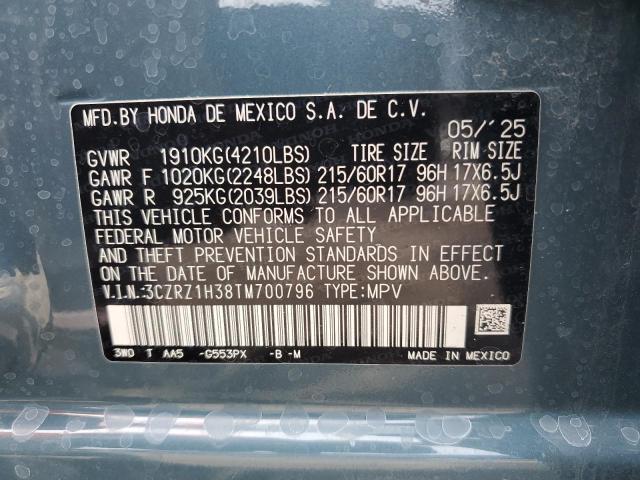 MFD.BY HONDA DE MEXICO S.A. DE C.V.
05/'25
GVWR 1910KG(4210LBS) TIRE SIZE RIM SIZE
GAWR F 1020KG(2248LBS) 215/60R17 96H 17X6.5J
GAWR R 925KG(2039LBS) 215/60R17 96H 17X6.5J
THIS VEHICLE CONFORMS TO ALL APPLICABLE
FEDERAL MOTOR VEHICLE SAFETY
AND THEFT PREVENTION STANDARDS IN EFFECT
ON THE DATE OF MANUFACTURE SHOWN ABOVE.
V.I.N.:3CZRZ1H38TM700796 TYPE:MPV
3W0 T AA5 -G553PX -B-M MADE IN MEXICO